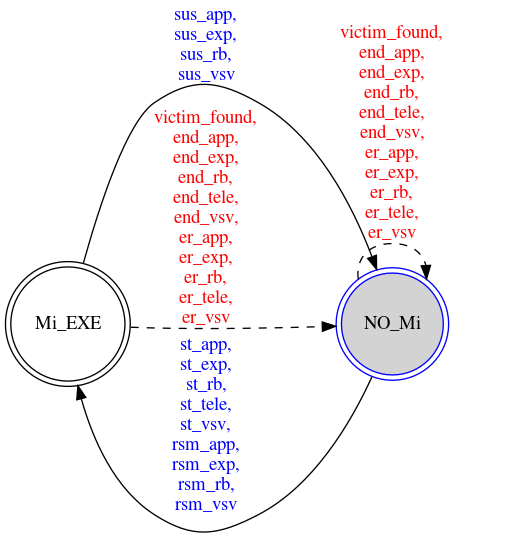 sus_app,
sus_exp,
sus_rb,
sus_vsv
victim_found,
end_app,
end_exp,
end_rb,
end_tele,
end_vsv,
er_app,
er_exp,
er_rb,
er_tele,
er_vsv
victim_found,
end_app,
end_exp,
end_rb,
end_tele,
end_vsv,
er_app,
er_exp,
er_rb,
er_tele,
er_vsv
Mi_EXE
NO_Mi
st_app,
st_exp,
st_rb,
st_tele,
st_vsv,
rsm_app,
rsm_exp,
rsm_rb,
rsm_vsv